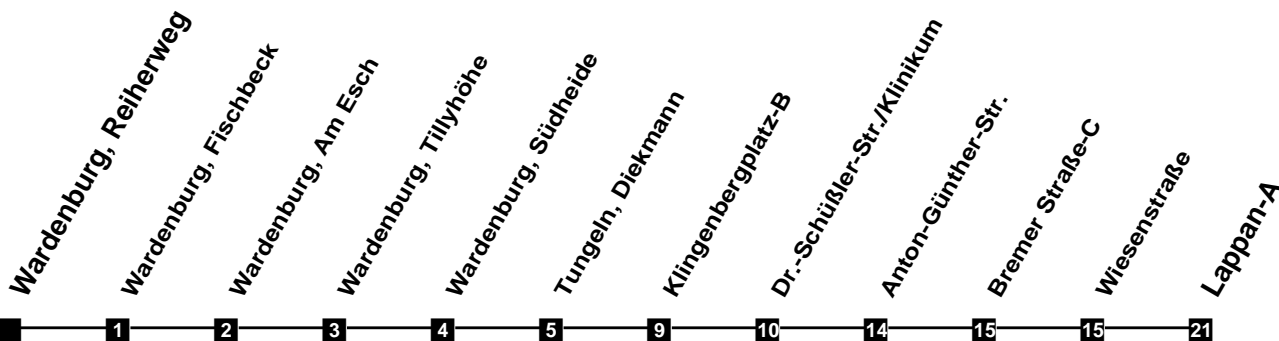 Wardenburg, Reiherweg
Wardenburg, Fischbeck
Wardenburg, Am Esch
Wardenburg, Tillyhöhe
Wardenburg, Südheide
Tungeln, Diekmann
Klingenbergplatz-B
Dr.-Schüßler-Str./Klinikum
Anton-Günther-Str.
Bremer Straße-C
Wiesenstraße
Lappan-A
1 2 3 4 5 9 10 14 15 15 21